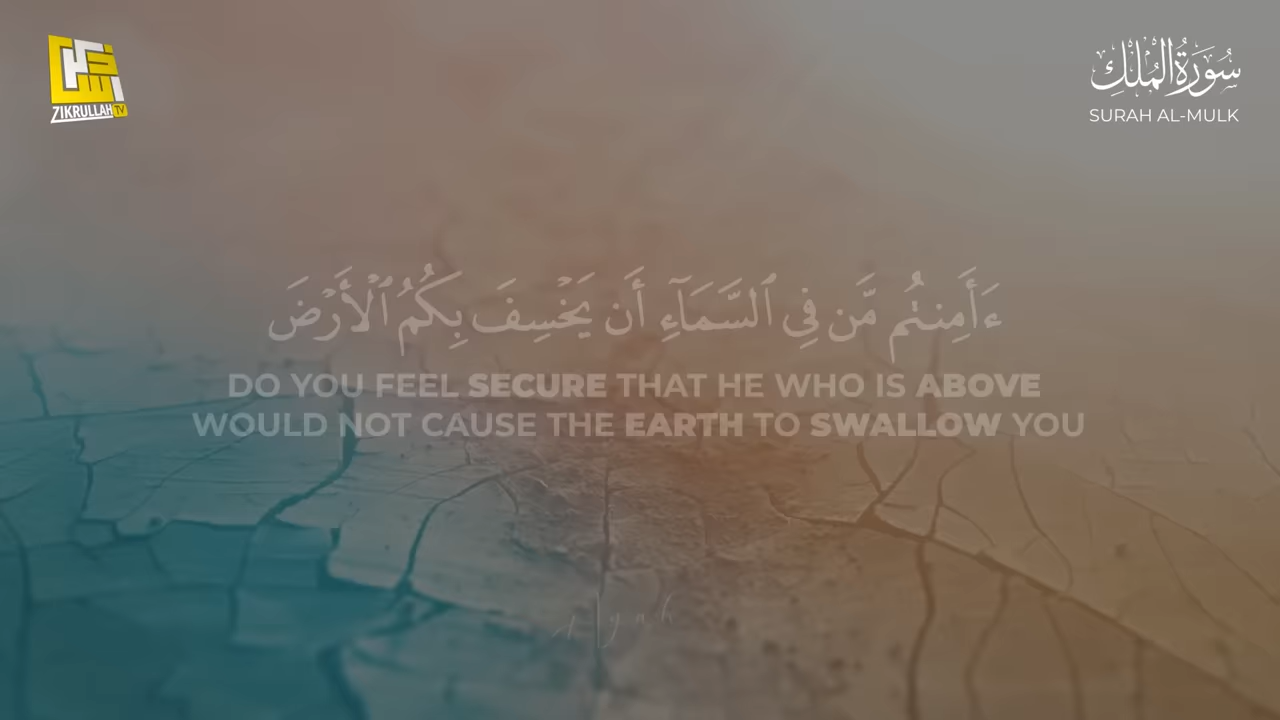 ZIKRULLAH TV
سُورَةُ الْمُلْكِ
SURAH AL-MULK
ءَأَمِنتُم مَّن فِي ٱلسَّمَآءِ أَن يَخْسِفَ بِكُمُ ٱلْأَرْضَ
DO YOU FEEL SECURE THAT HE WHO IS ABOVE
WOULD NOT CAUSE THE EARTH TO SWALLOW YOU